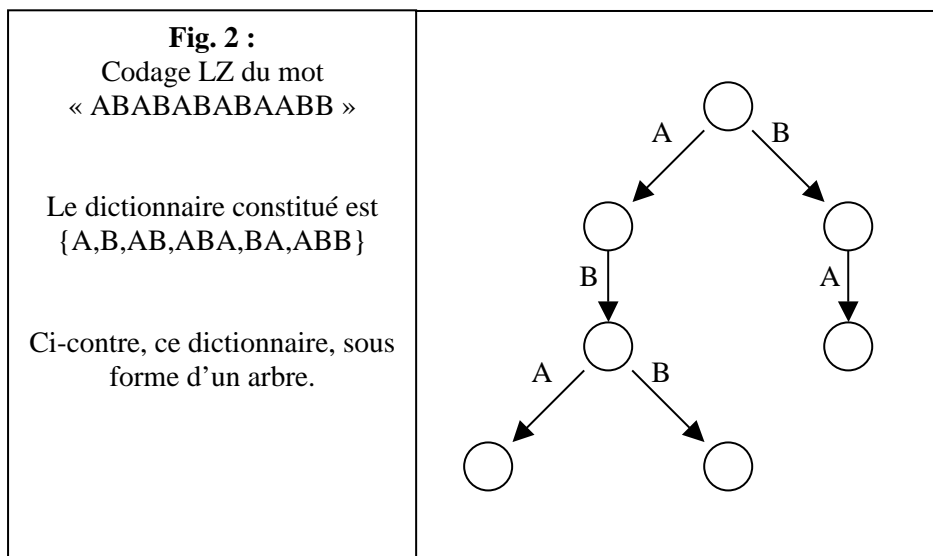 Fig. 2 :
Codage LZ du mot
« ABABABABAABB »
Le dictionnaire constitué est
{A,B,AB,ABA,BA,ABB}
Ci-contre, ce dictionnaire, sous
forme d’un arbre.
A B
B A
A B